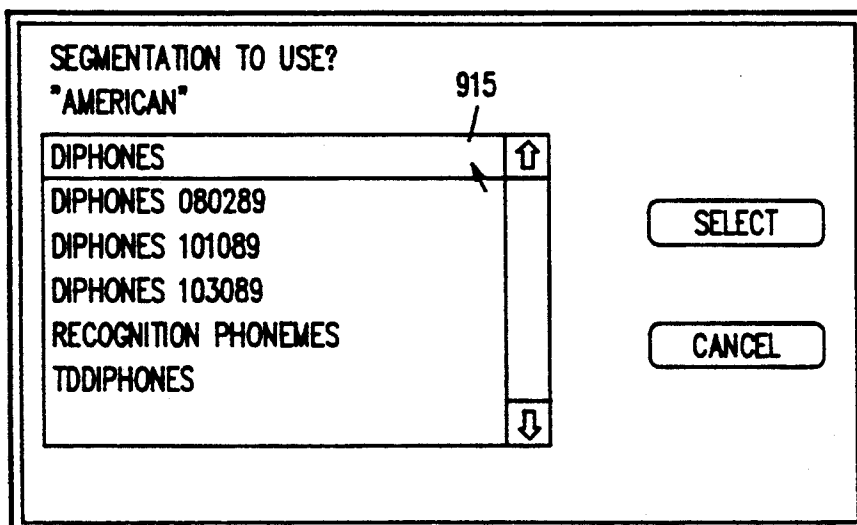 SEGMENTATION TO USE?
"AMERICAN"
915
DIPHONES
DIPHONES 080289
DIPHONES 101089
DIPHONES 103089
RECOGNITION PHONEMES
TDDIPHONES
SELECT
CANCEL